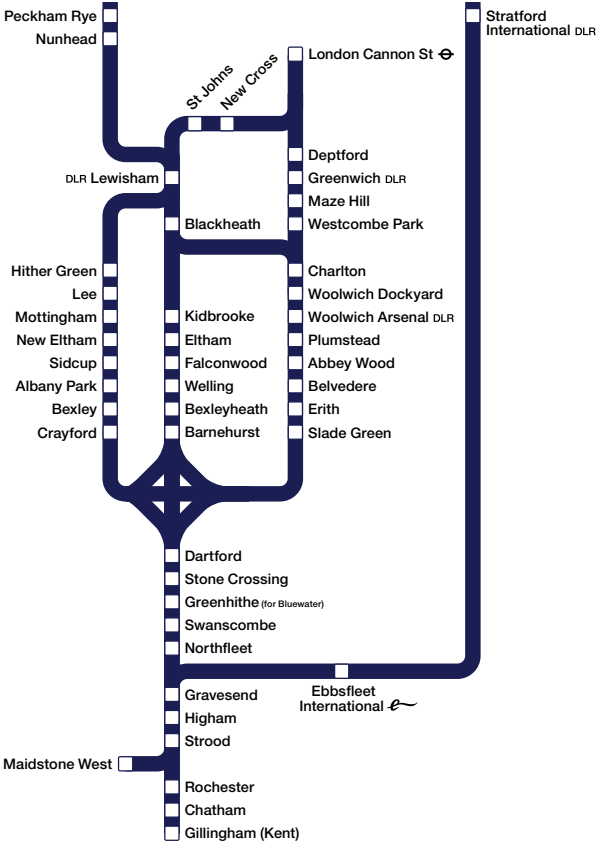 Peckham Rye
Nunhead
Stratford
International DLR
London Cannon St
St Johns
New Cross
Deptford
DLR Lewisham
Greenwich DLR
Maze Hill
Blackheath
Westcombe Park
Hither Green
Charlton
Lee
Woolwich Dockyard
Mottingham
Kidbrooke
Woolwich Arsenal DLR
New Eltham
Eltham
Plumstead
Sidcup
Falconwood
Abbey Wood
Albany Park
Welling
Belvedere
Bexley
Bexleyheath
Erith
Crayford
Barnehurst
Slade Green
Dartford
Stone Crossing
Greenhithe (for Bluewater)
Swanscombe
Northfleet
Ebbsfleet
International e
Gravesend
Higham
Strood
Maidstone West
Rochester
Chatham
Gillingham (Kent)